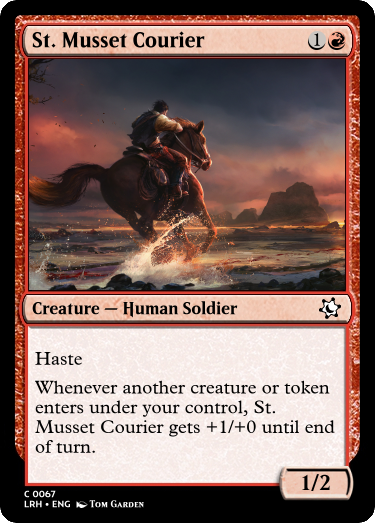 St. Musset Courier 1
Creature — Human Soldier
Haste
Whenever another creature or token
enters under your control, St.
Musset Courier gets +1/+0 until end
of turn.
1/2
C 0067
LRH • ENG Tom Garden